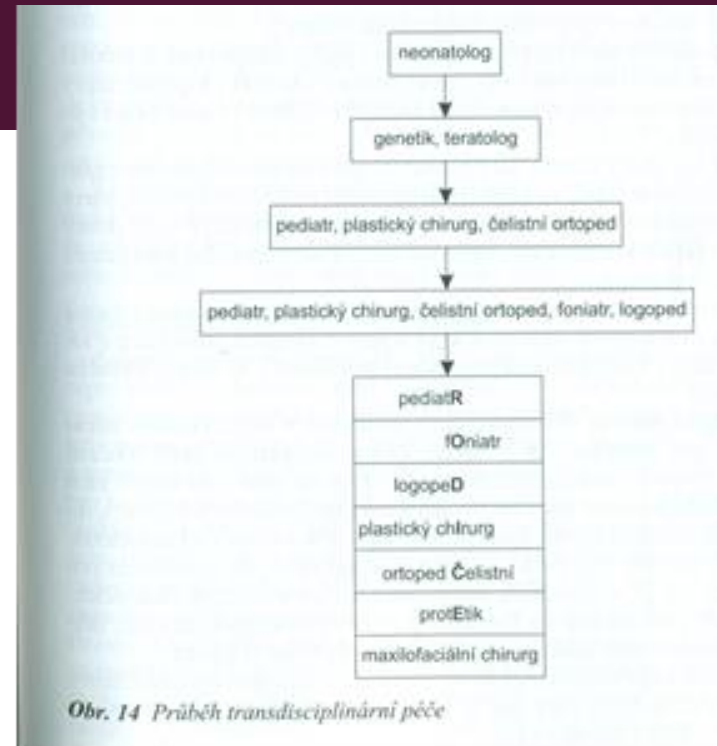 neonatolog
genetik, teratolog
pediatr, plastický chirurg, čelistní ortoped
pediatr, plastický chirurg, čelistní ortoped, foniatr, logoped
pediatR
fOniatr
logopeD
plastický chIrurg
ortoped Čelistní
protEtik
maxilofaciální chirurg
Obr. 14 Průběh transdisciplinární péče